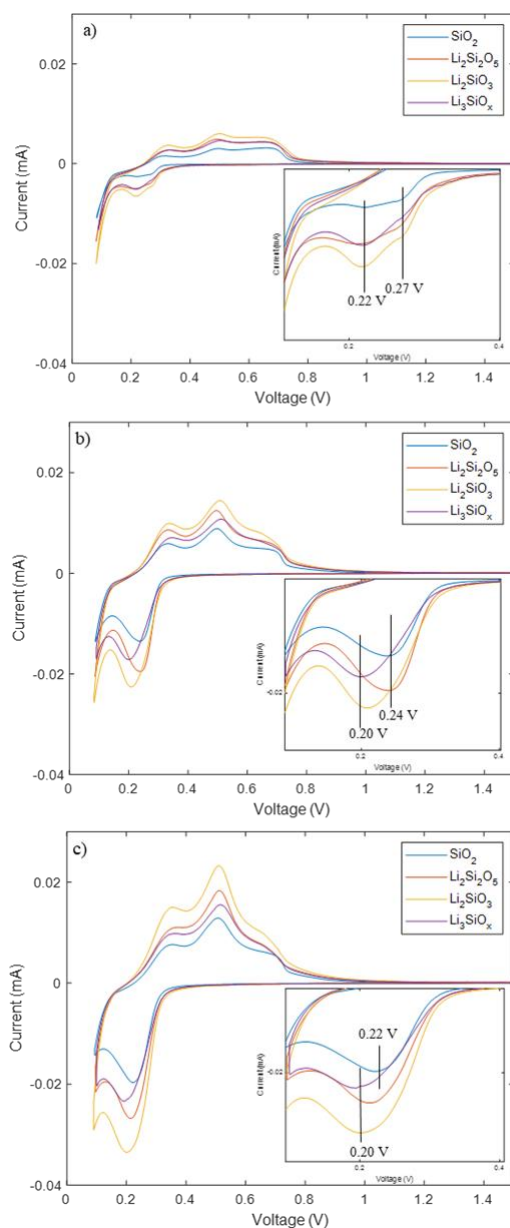 a)
0.02
0
-0.02
-0.04
Current (mA)
SiO2
Li2Si2O5
Li2SiO3
Li3SiOx
Current (mA)
0.22 V
0.27 V
0.2
0.4
Voltage (V)
0
0.2
0.4
0.6
0.8
1
1.2
1.4
Voltage (V)
b)
0.02
0
-0.02
-0.04
Current (mA)
SiO2
Li2Si2O5
Li2SiO3
Li3SiOx
Current(mA)
-0.02
0.20 V
0.24 V
0.2
0.4
Voltage (V)
0
0.2
0.4
0.6
0.8
1
1.2
1.4
Voltage (V)
c)
0.02
0
-0.02
-0.04
Current (mA)
SiO2
Li2Si2O5
Li2SiO3
Li3SiOx
Current (mA)
-0.02
0.22 V
0.20 V
0.2
0.4
Voltage (V)
0
0.2
0.4
0.6
0.8
1
1.2
1.4
Voltage (V)